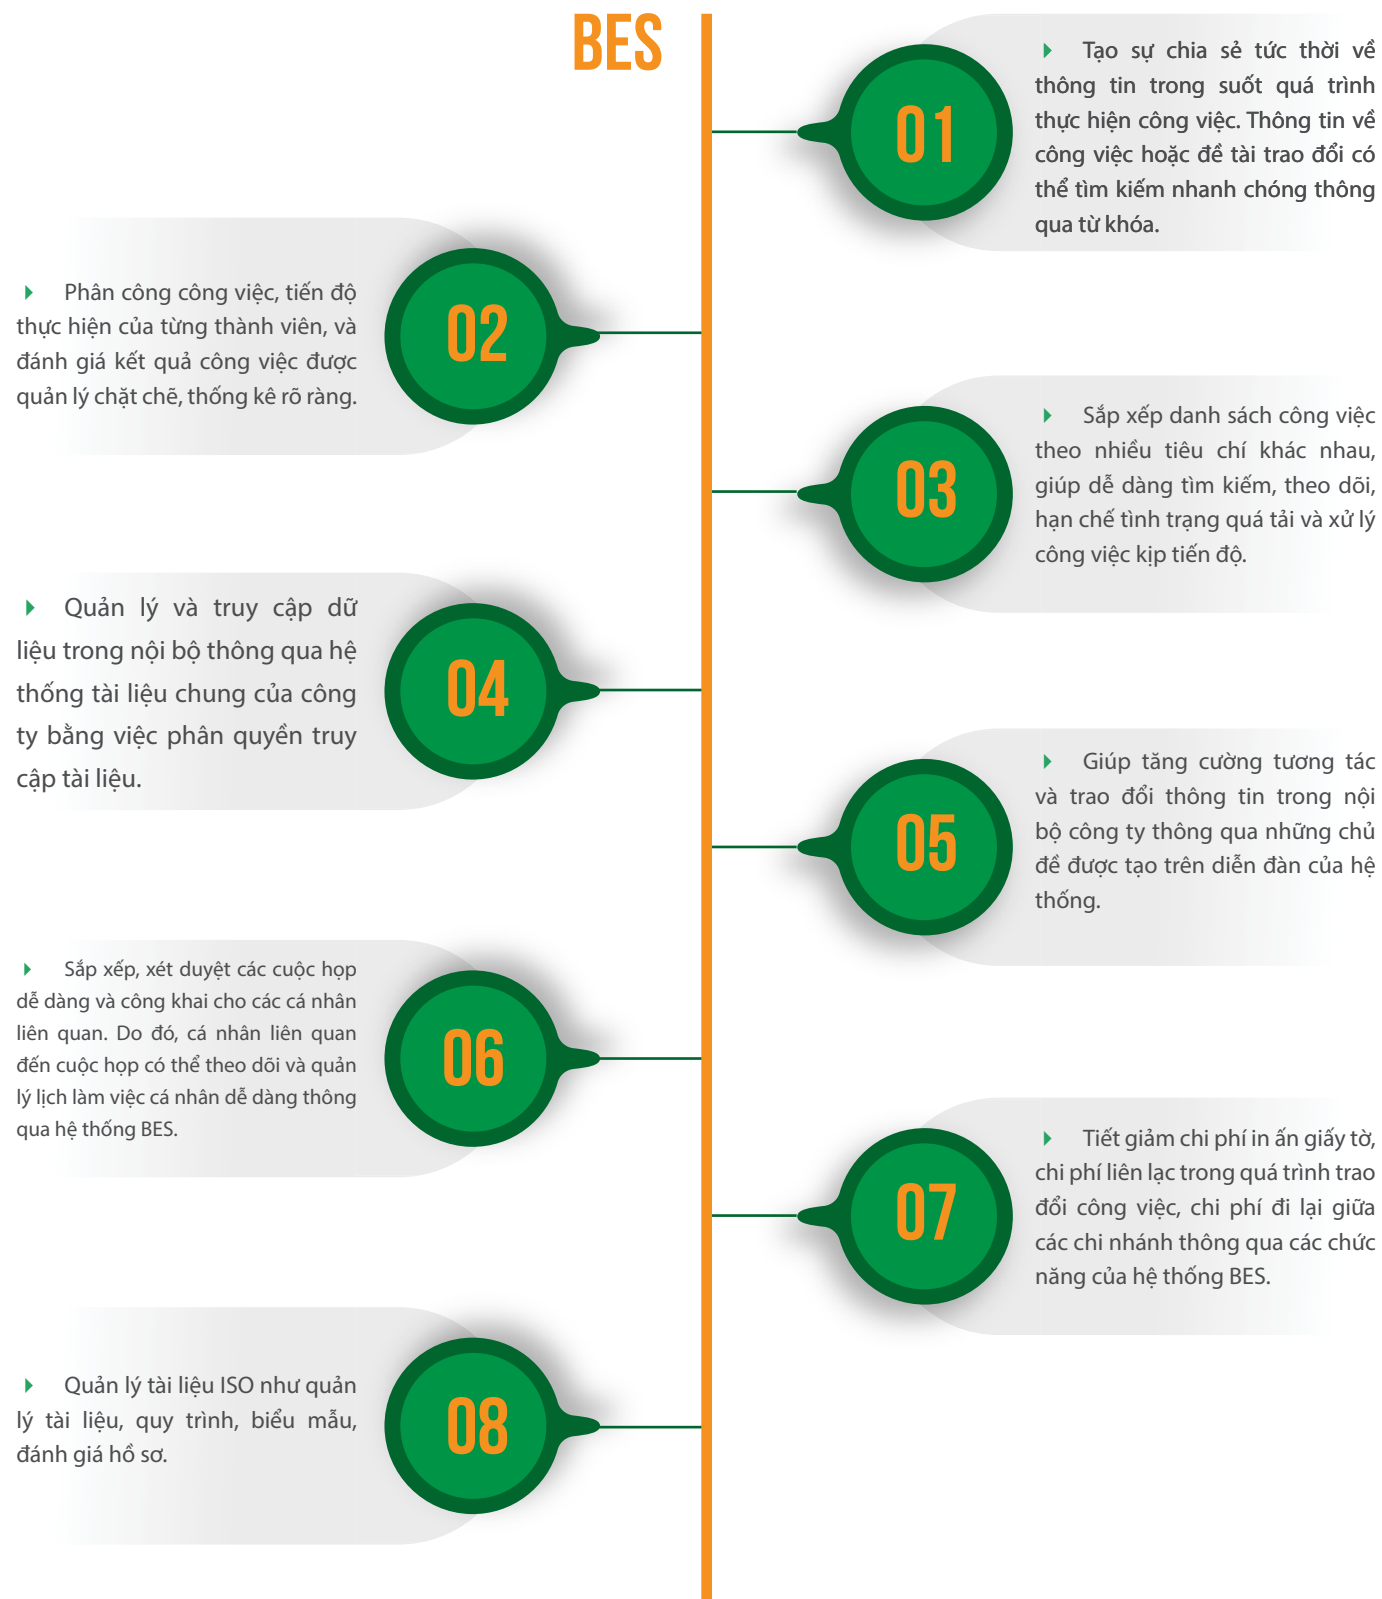 BES
01
Tạo sự chia sẻ tức thời về
thông tin trong suốt quá trình
thực hiện công việc. Thông tin về
công việc hoặc đề tài trao đổi có
thể tìm kiếm nhanh chóng thông
qua từ khóa.
02
Phân công công việc, tiến độ
thực hiện của từng thành viên, và
đánh giá kết quả công việc được
quản lý chặt chẽ, thống kê rõ ràng.
03
Sắp xếp danh sách công việc
theo nhiều tiêu chí khác nhau,
giúp dễ dàng tìm kiếm, theo dõi,
hạn chế tình trạng quá tải và xử lý
công việc kịp tiến độ.
04
Quản lý và truy cập dữ
liệu trong nội bộ thông qua hệ
thống tài liệu chung của công
ty bằng việc phân quyền truy
cập tài liệu.
05
Giúp tăng cường tương tác
và trao đổi thông tin trong nội
bộ công ty thông qua những chủ
đề được tạo trên diễn đàn của hệ
thống.
06
Sắp xếp, xét duyệt các cuộc họp
dễ dàng và công khai cho các cá nhân
liên quan. Do đó, cá nhân liên quan
đến cuộc họp có thể theo dõi và quản
lý lịch làm việc cá nhân dễ dàng thông
qua hệ thống BES.
07
Tiết giảm chi phí in ấn giấy tờ,
chi phí liên lạc trong quá trình trao
đổi công việc, chi phí đi lại giữa
các chi nhánh thông qua các chức
năng của hệ thống BES.
08
Quản lý tài liệu ISO như quản
lý tài liệu, quy trình, biểu mẫu,
đánh giá hồ sơ.